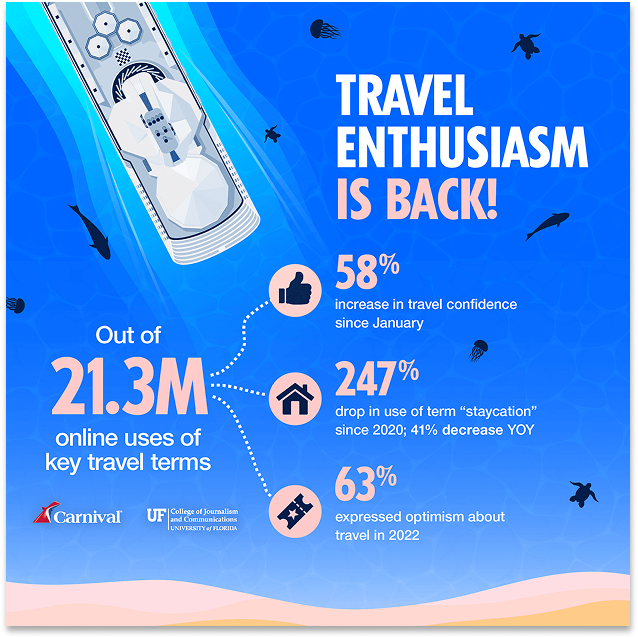 TRAVEL
ENTHUSIASM
IS BACK!
58%
increase in travel confidence
since January
Out of
21.3M
online uses of
key travel terms
247%
drop in use of term “staycation”
since 2020; 41% decrease YOY
63%
expressed optimism about
travel in 2022
Carnival
UF
College of Journalism
and Communications
UNIVERSITY of FLORIDA